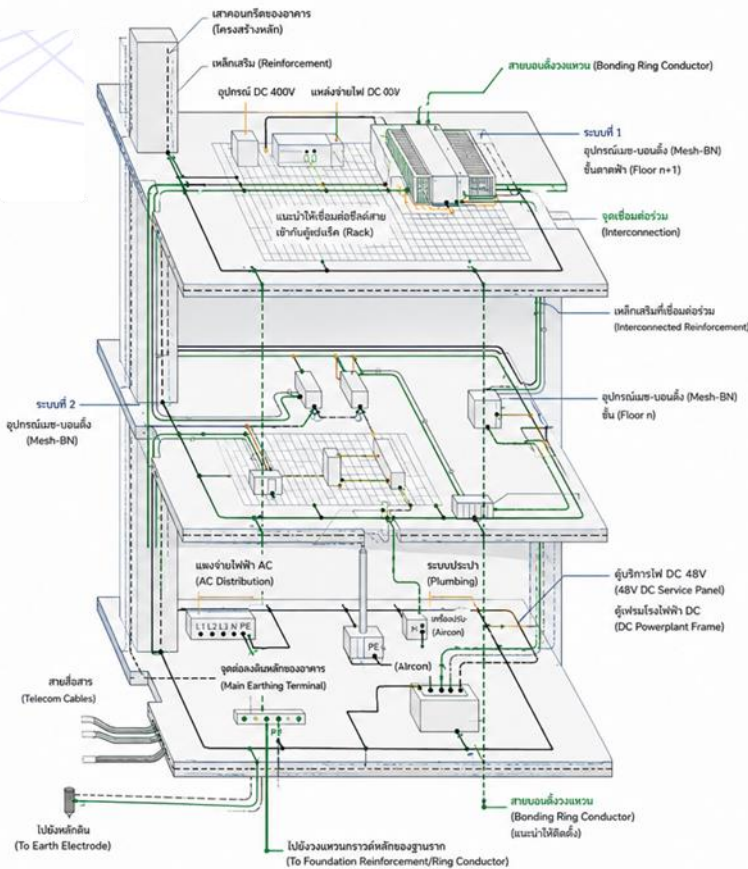 เสาคอนกรีตของอาคาร
(โครงสร้างหลัก)
เหล็กเสริม (Reinforcement)
สายบอนดิ้งวงแหวน (Bonding Ring Conductor)
อุปกรณ์ DC 400V
แหล่งจ่ายไฟ DC
ระบบที่ 1
อุปกรณ์เมช-บอนดิ้ง (Mesh-BN)
ชั้นดาดฟ้า (Floor n+1)
แนะนำให้เชื่อมต่อชีลด์สาย
(Rack)
จุดเชื่อมต่อร่วม
(Interconnection)
เหล็กเสริมที่เชื่อมต่อร่วม
(Interconnected Reinforcement)
ระบบที่ 2
อุปกรณ์เมช-บอนดิ้ง
(Mesh-BN)
อุปกรณ์เมช-บอนดิ้ง (Mesh-BN)
ชั้น (Floor n)
แผงจ่ายไฟฟ้า AC
(AC Distribution)
ระบบประปา
(Plumbing)
ตู้บริการไฟ DC 48V
(48V DC Service Panel)
ตู้เฟรมโรงไฟฟ้า DC
(DC Powerplant Frame)
L1 L2 L3 N PE
PE
M
เครื่องปรับ-
(Aircon)
(Aircon)
จุดต่อลงดินหลักของอาคาร
(Main Earthing Terminal)
สายสื่อสาร
(Telecom Cables)
ไปยังหลักดิน
(To Earth Electrode)
ไปยังวงแหวนกราวด์หลักของฐานราก
(To Foundation Reinforcement/Ring Conductor)
สายบอนดิ้งวงแหวน
(Bonding Ring Conductor)
(แนะนำให้ติดตั้ง)